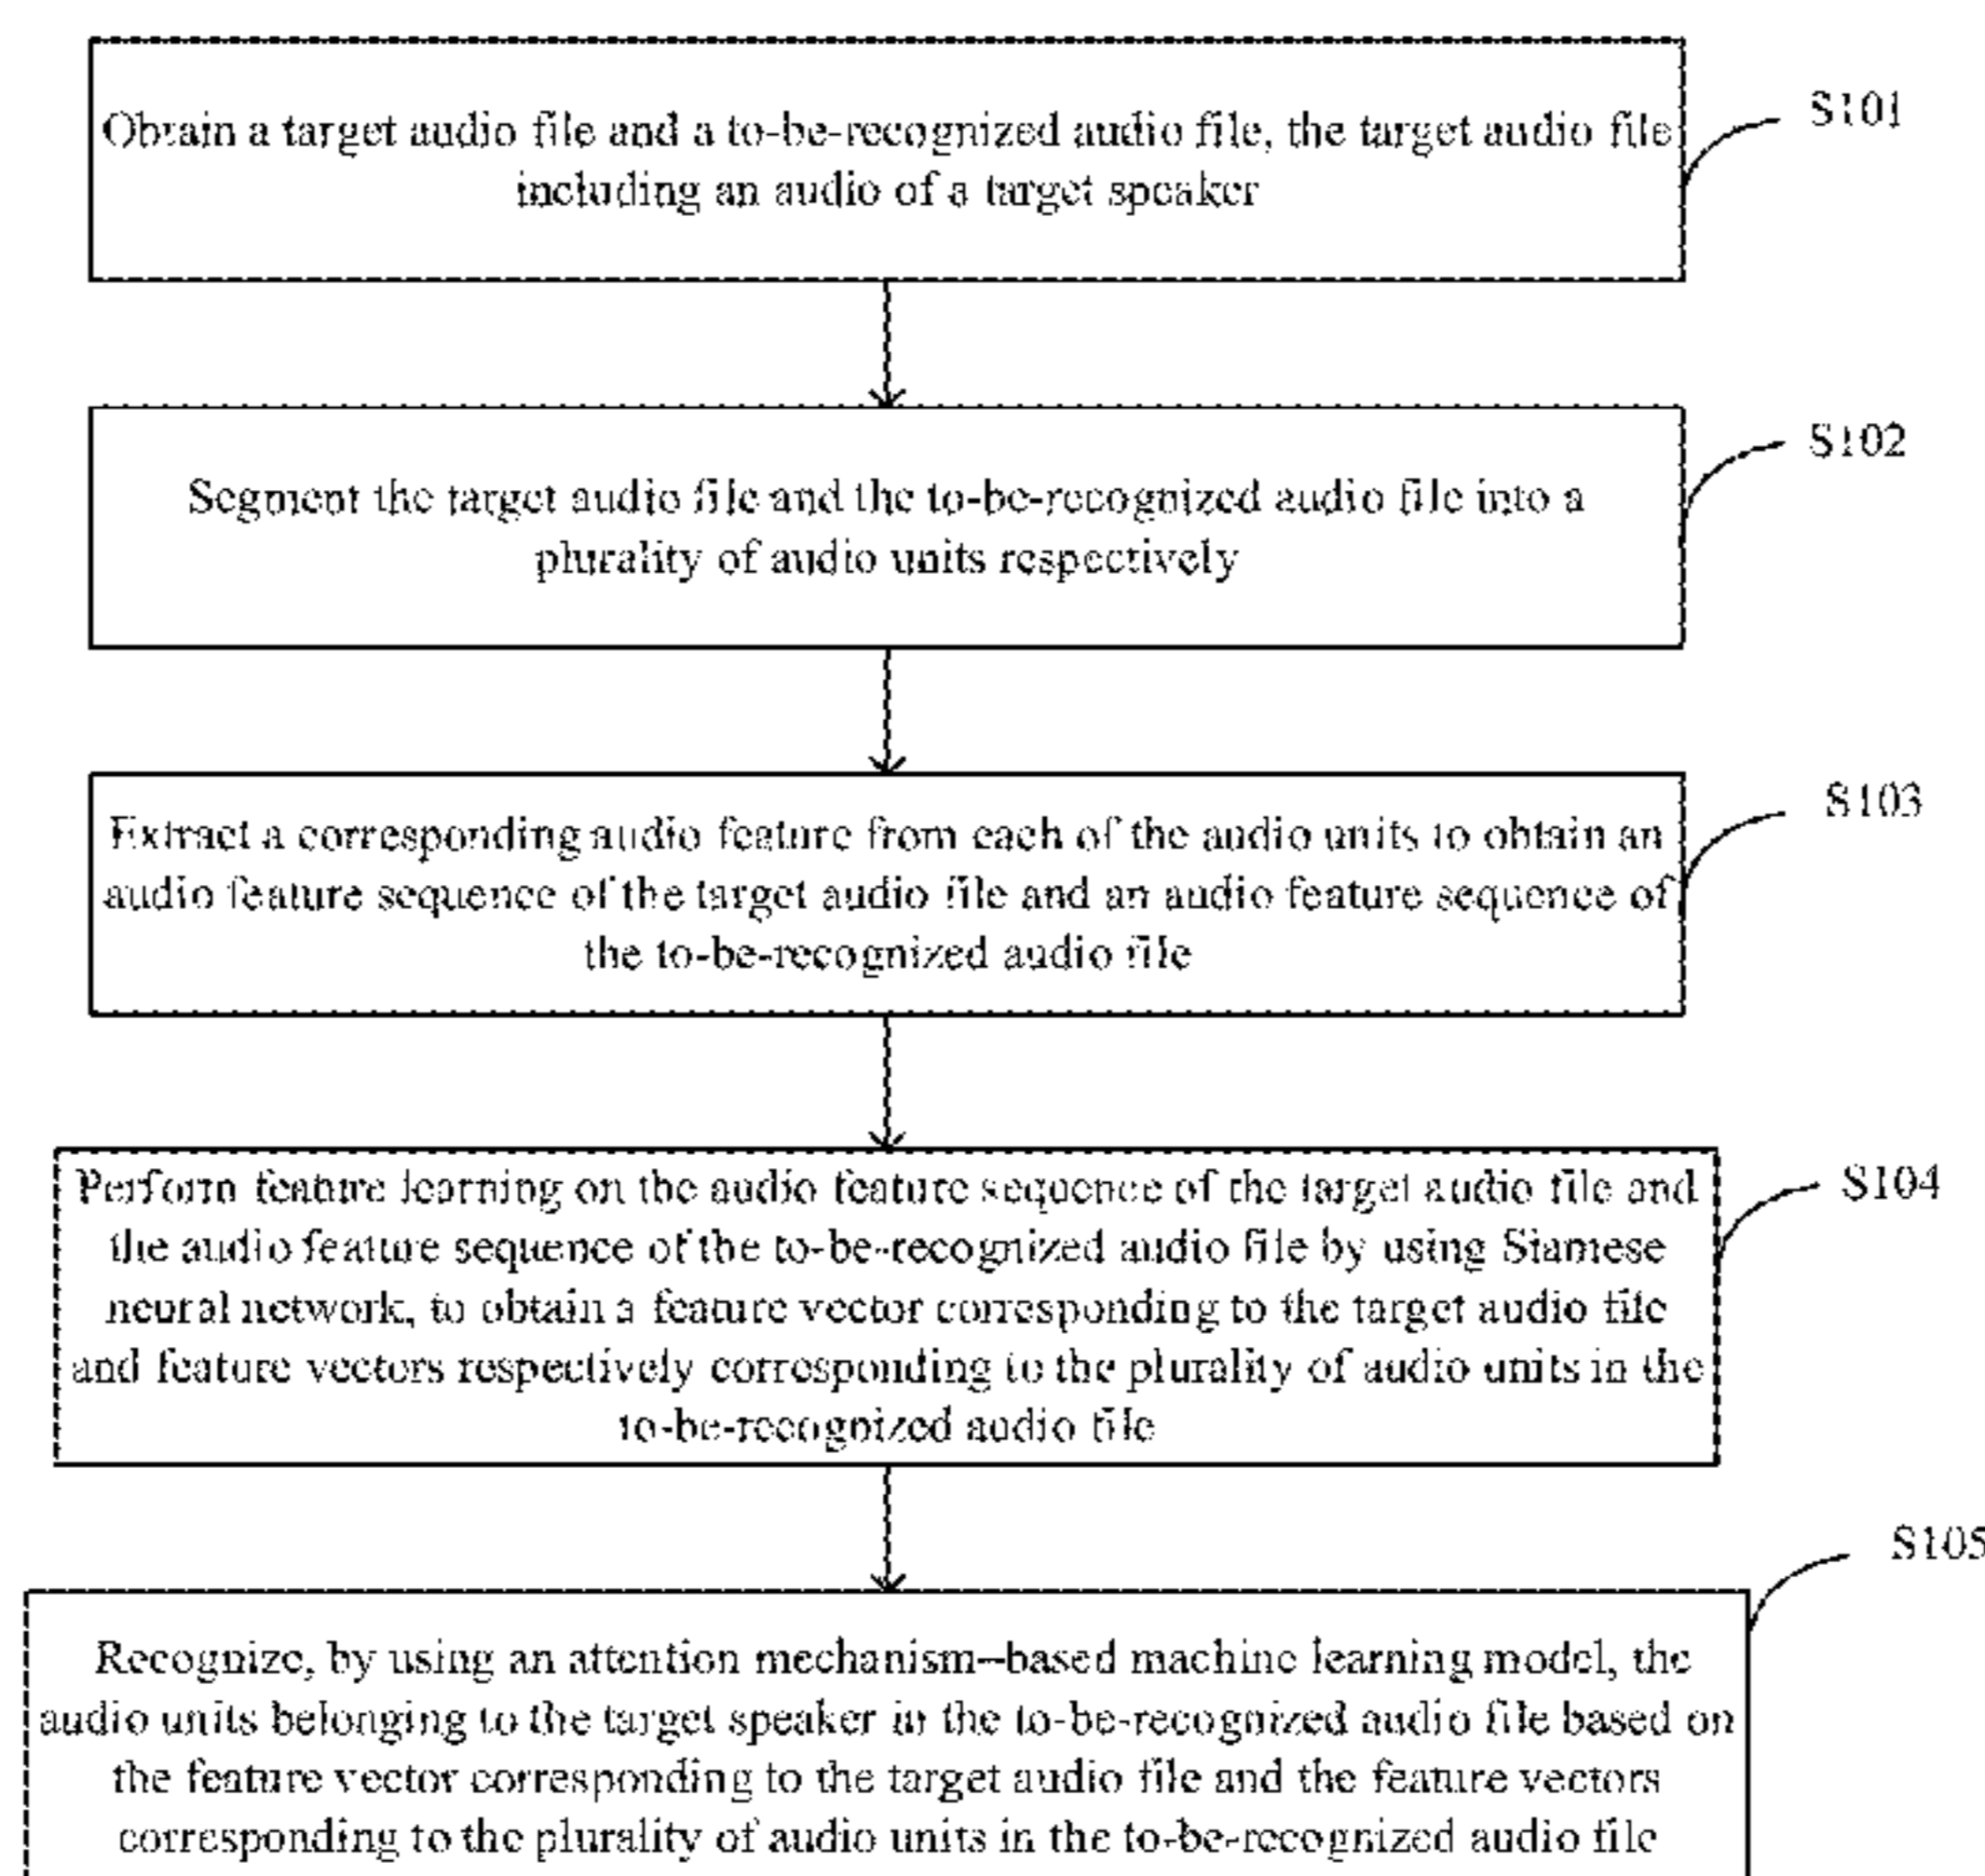 Obtain a target audio file and a to-be-recognized audio file, the target audio file
including an audio of a target speaker
S101
Segment the target audio file and the to-be-recognized audio file into a
plurality of audio units respectively
S102
Extract a corresponding audio feature from each of the audio units to obtain an
audio feature sequence of the target audio file and an audio feature sequence of
the to-be-recognized audio file
S103
Perform feature learning on the audio feature sequence of the target audio file and
the audio feature sequence of the to-be-recognized audio file by using Siamese
neural network, to obtain a feature vector corresponding to the target audio file
and feature vectors respectively corresponding to the plurality of audio units in the
to-be-recognized audio file
S104
Recognize, by using an attention mechanism–based machine learning model, the
audio units belonging to the target speaker in the to-be-recognized audio file based on
the feature vector corresponding to the target audio file and the feature vectors
corresponding to the plurality of audio units in the to-be-recognized audio file
S105